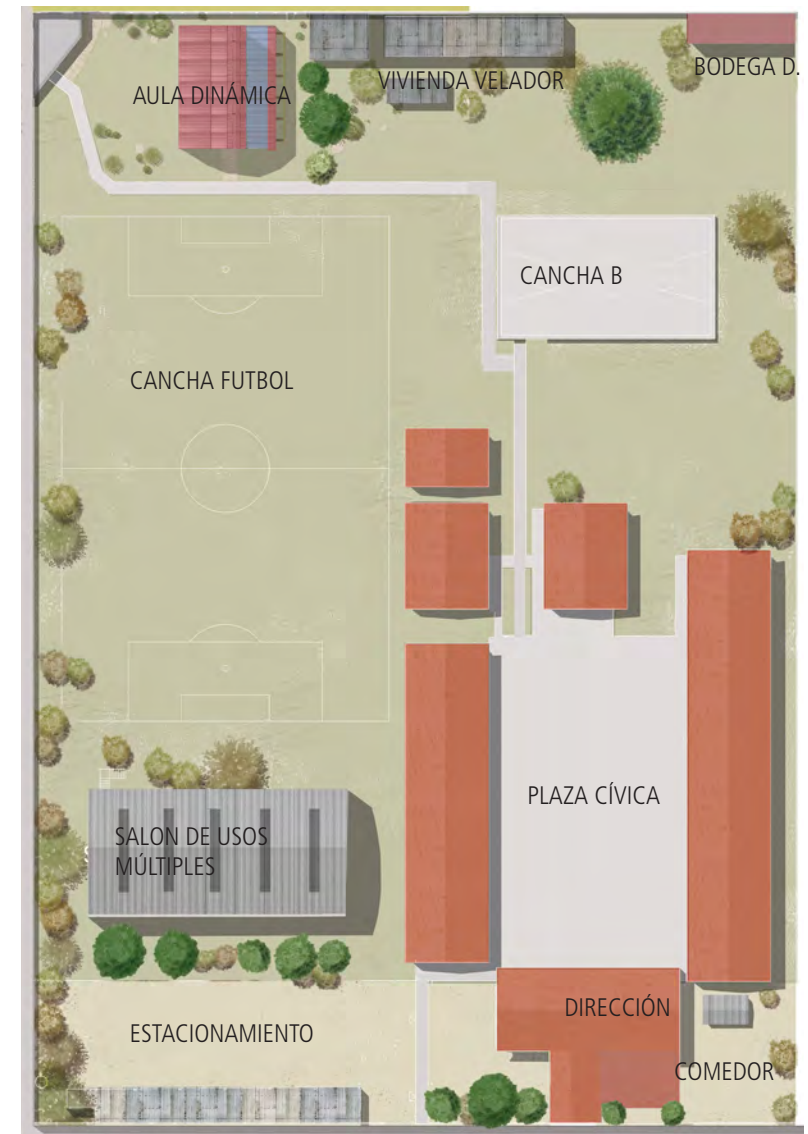 AULA DINÁMICA
VIVIENDA VELADOR
BODEGA D.
CANCHA B
CANCHA FUTBOL
PLAZA CÍVICA
SALON DE USOS
MÚLTIPLES
DIRECCIÓN
ESTACIONAMIENTO
COMEDOR